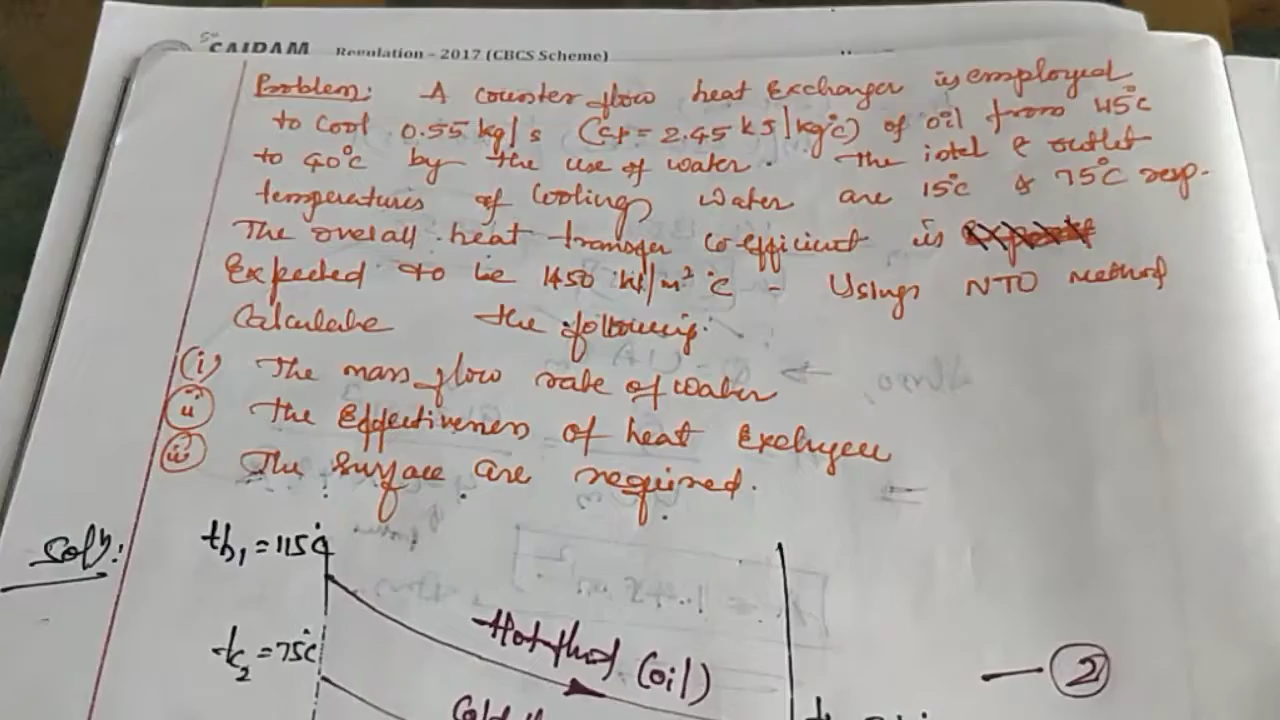 CAIDAM Regulation – 2017 (CBCS Scheme)
Problem: A counter flow heat Exchanger is employed
to cool 0.55 kg/s (Cp = 2.45 kJ/kg°C) of oil from 115°C
to 40°C by the use of water. The intel & outlet
temperatures of Cooling water are 15°C & 75°C resp.
The overall heat transfer co-efficient is
Expected to be 1450 W/m² °C - Using NTU method
Calculate the following.
(i) The mass flow rate of water
(ii) The Effectiveness of heat
(iii) The surface are required.
Soln:
th1 = 115°C
tc2 = 75°C
Hot fluid (oil)
— 2